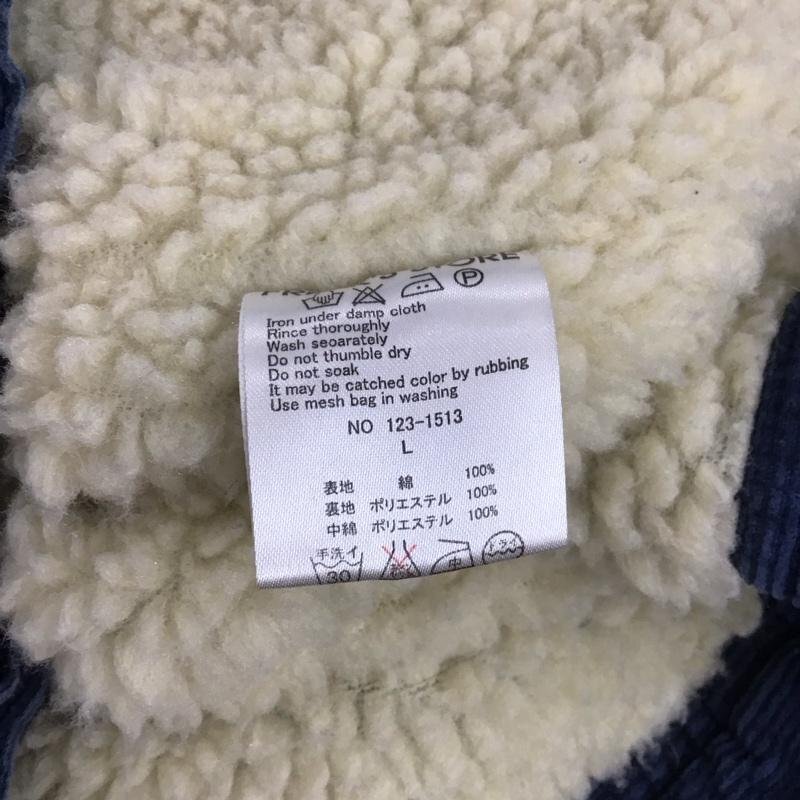 Iron under damp cloth
Rince thoroughly
Wash seoarately
Do not thumble dry
Do not soak
It may be catched color by rubbing
Use mesh bag in washing
NO 123-1513
L
表地 綿 100%
裏地 ポリエステル 100%
中綿 ポリエステル 100%
手洗イ 30 中 ドライ